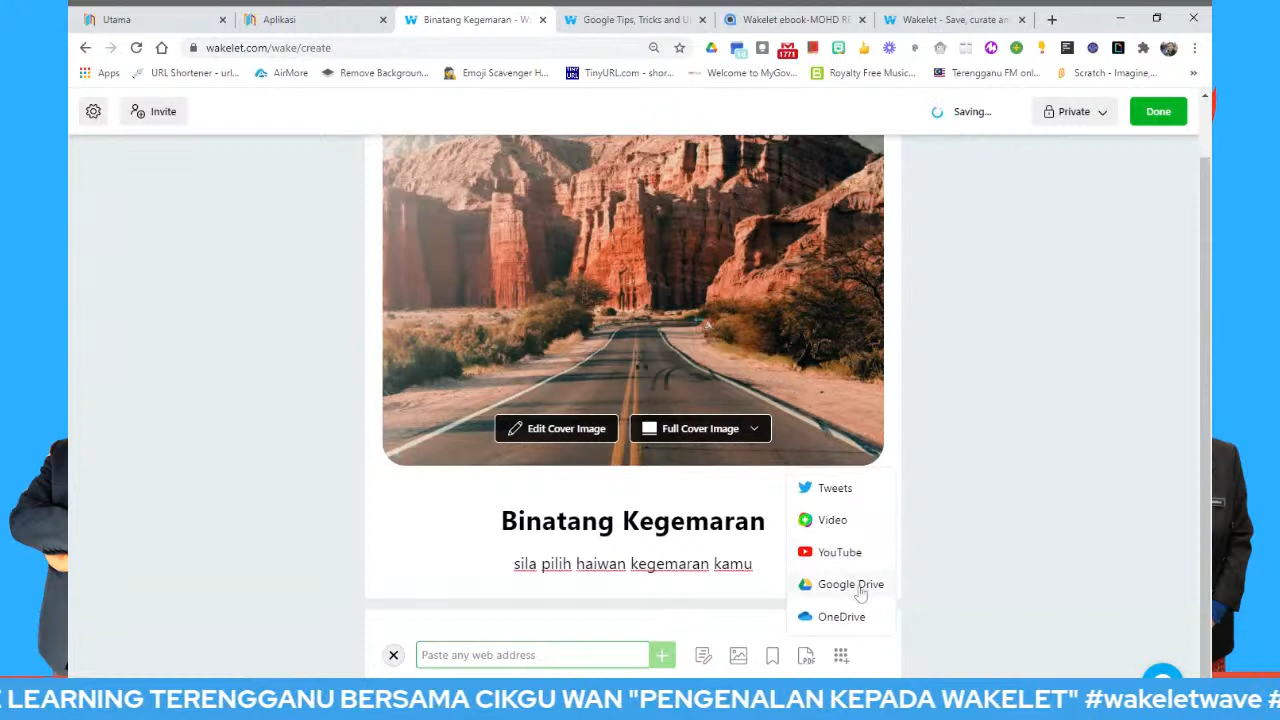 Utama
Aplikasi
Binatang Kegemaran - W
Google Tips, Tricks and U
Wakelet ebook-MOHD R
Wakelet - Save, curate an
wakelet.com/wake/create
1771
Apps
URL Shortener - url...
AirMore
Remove Backgroun...
Emoji Scavenger H...
TinyURL.com - shor...
Welcome to MyGov...
Royalty Free Music...
Terengganu FM onl...
Scratch - Imagine,...
Invite
Saving...
Private
Done
Edit Cover Image
Full Cover Image
Tweets
Video
YouTube
Google Drive
OneDrive
Binatang Kegemaran
sila pilih haiwan kegemaran kamu
Paste any web address
PDF
E LEARNING TERENGGANU BERSAMA CIKGU WAN "PENGENALAN KEPADA WAKELET" #wakeletwave #